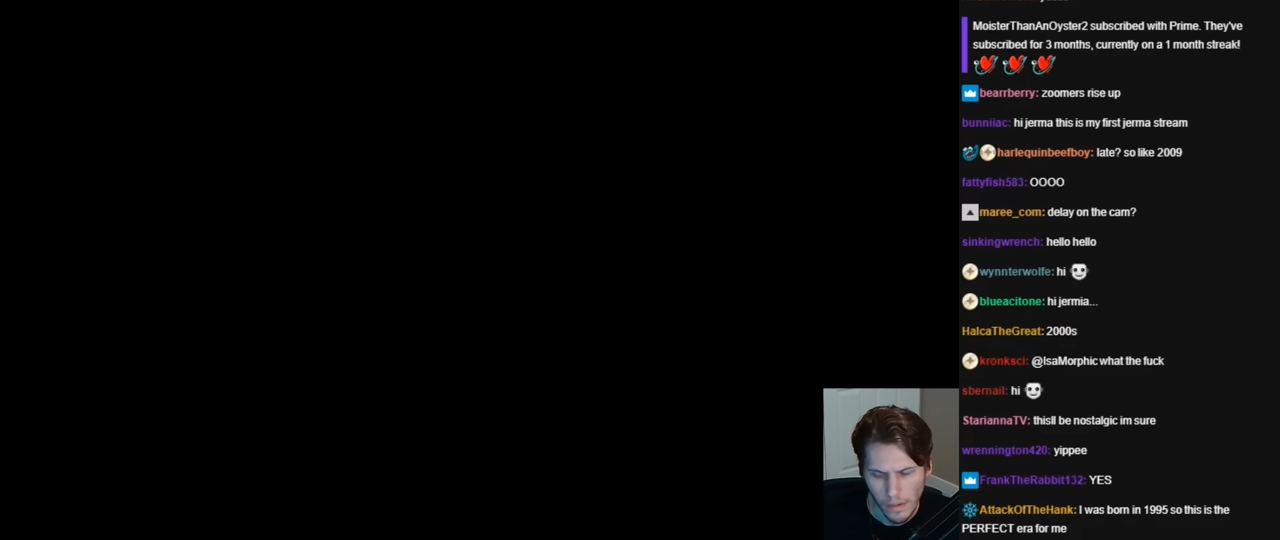 MoisterThanAnOyster2 subscribed with Prime. They've
subscribed for 3 months, currently on a 1 month streak!
bearrberry: zoomers rise up
bunniiac: hi jerma this is my first jerma stream
harlequinbeefboy: late? so like 2009
fattyfish583: OOOO
maree_com: delay on the cam?
sinkingwrench: hello hello
wynnterwolfe: hi
blueacitone: hi jermia...
HalcaTheGreat: 2000s
kronksci: @IsaMorphic what the fuck
sbernail: hi
StariannaTV: thisll be nostalgic im sure
wrennington420: yippee
FrankTheRabbit132: YES
AttackOfTheHank: I was born in 1995 so this is the
PERFECT era for me